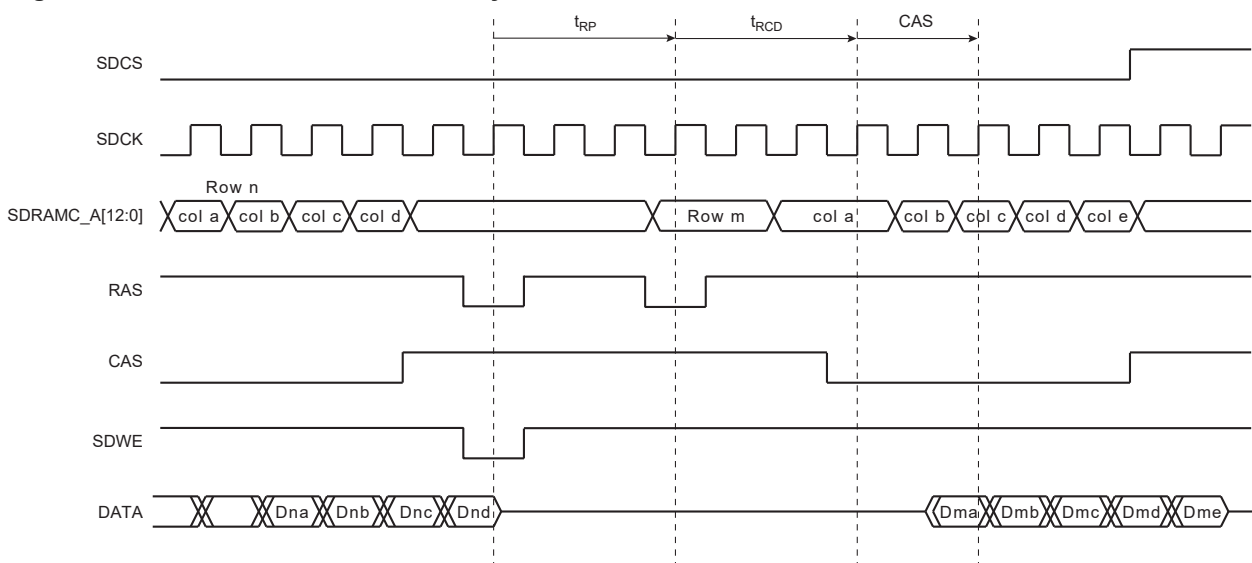 tRP tRCD CAS
SDCS
SDCK
Row n
SDRAMC_A[12:0] col a col b col c col d Row m col a col b col c col d col e
RAS
CAS
SDWE
DATA Dna Dnb Dnc Dnd Dma Dmb Dmc Dmd Dme